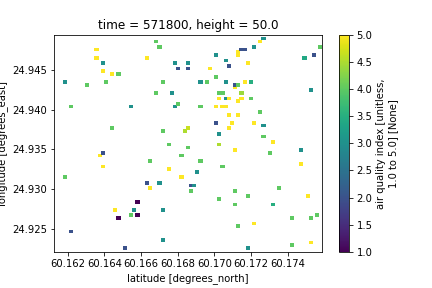 time = 571800, height = 50.0
24.945
24.940
24.935
24.930
24.925
longitude [degrees_east]
60.162 60.164 60.166 60.168 60.170 60.172 60.174
latitude [degrees_north]
5.0
4.5
4.0
3.5
3.0
2.5
2.0
1.5
1.0
air quality index [unitless,
1.0 to 5.0] [None]